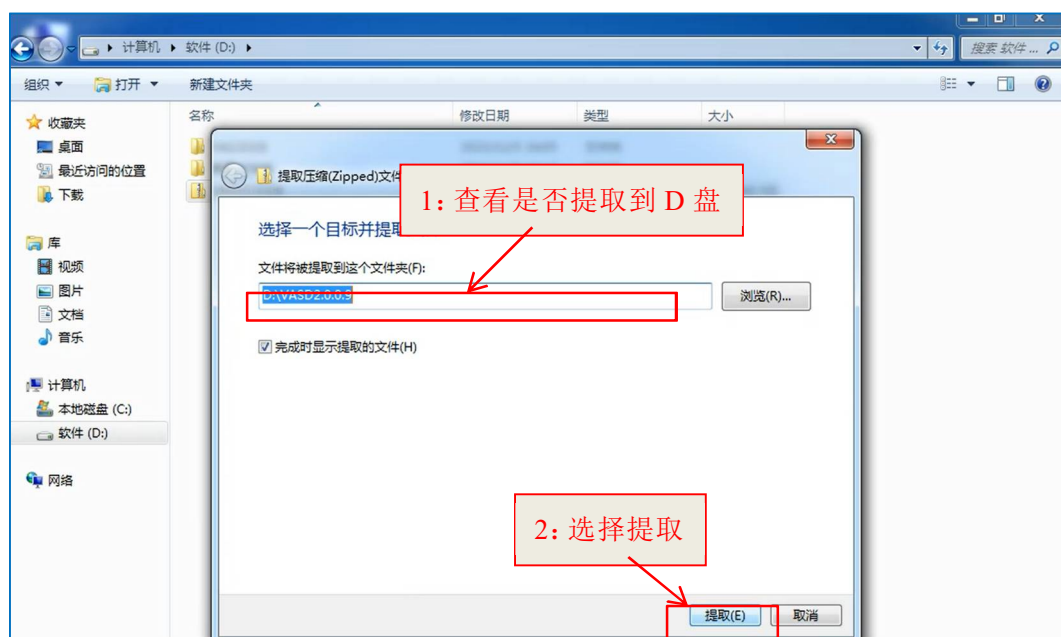 计算机 软件 (D:)
搜索 软件 ...
组织 打开 新建文件夹
名称 修改日期 类型 大小
收藏夹
桌面
最近访问的位置
下载
库
视频
图片
文档
音乐
计算机
本地磁盘 (C:)
软件 (D:)
网络
提取压缩(Zipped)文件
1: 查看是否提取到 D 盘
选择一个目标并提取
文件将被提取到这个文件夹(F):
D:\VASD2.0.0.9
浏览(R)...
完成时显示提取的文件(H)
2: 选择提取
提取(E) 取消